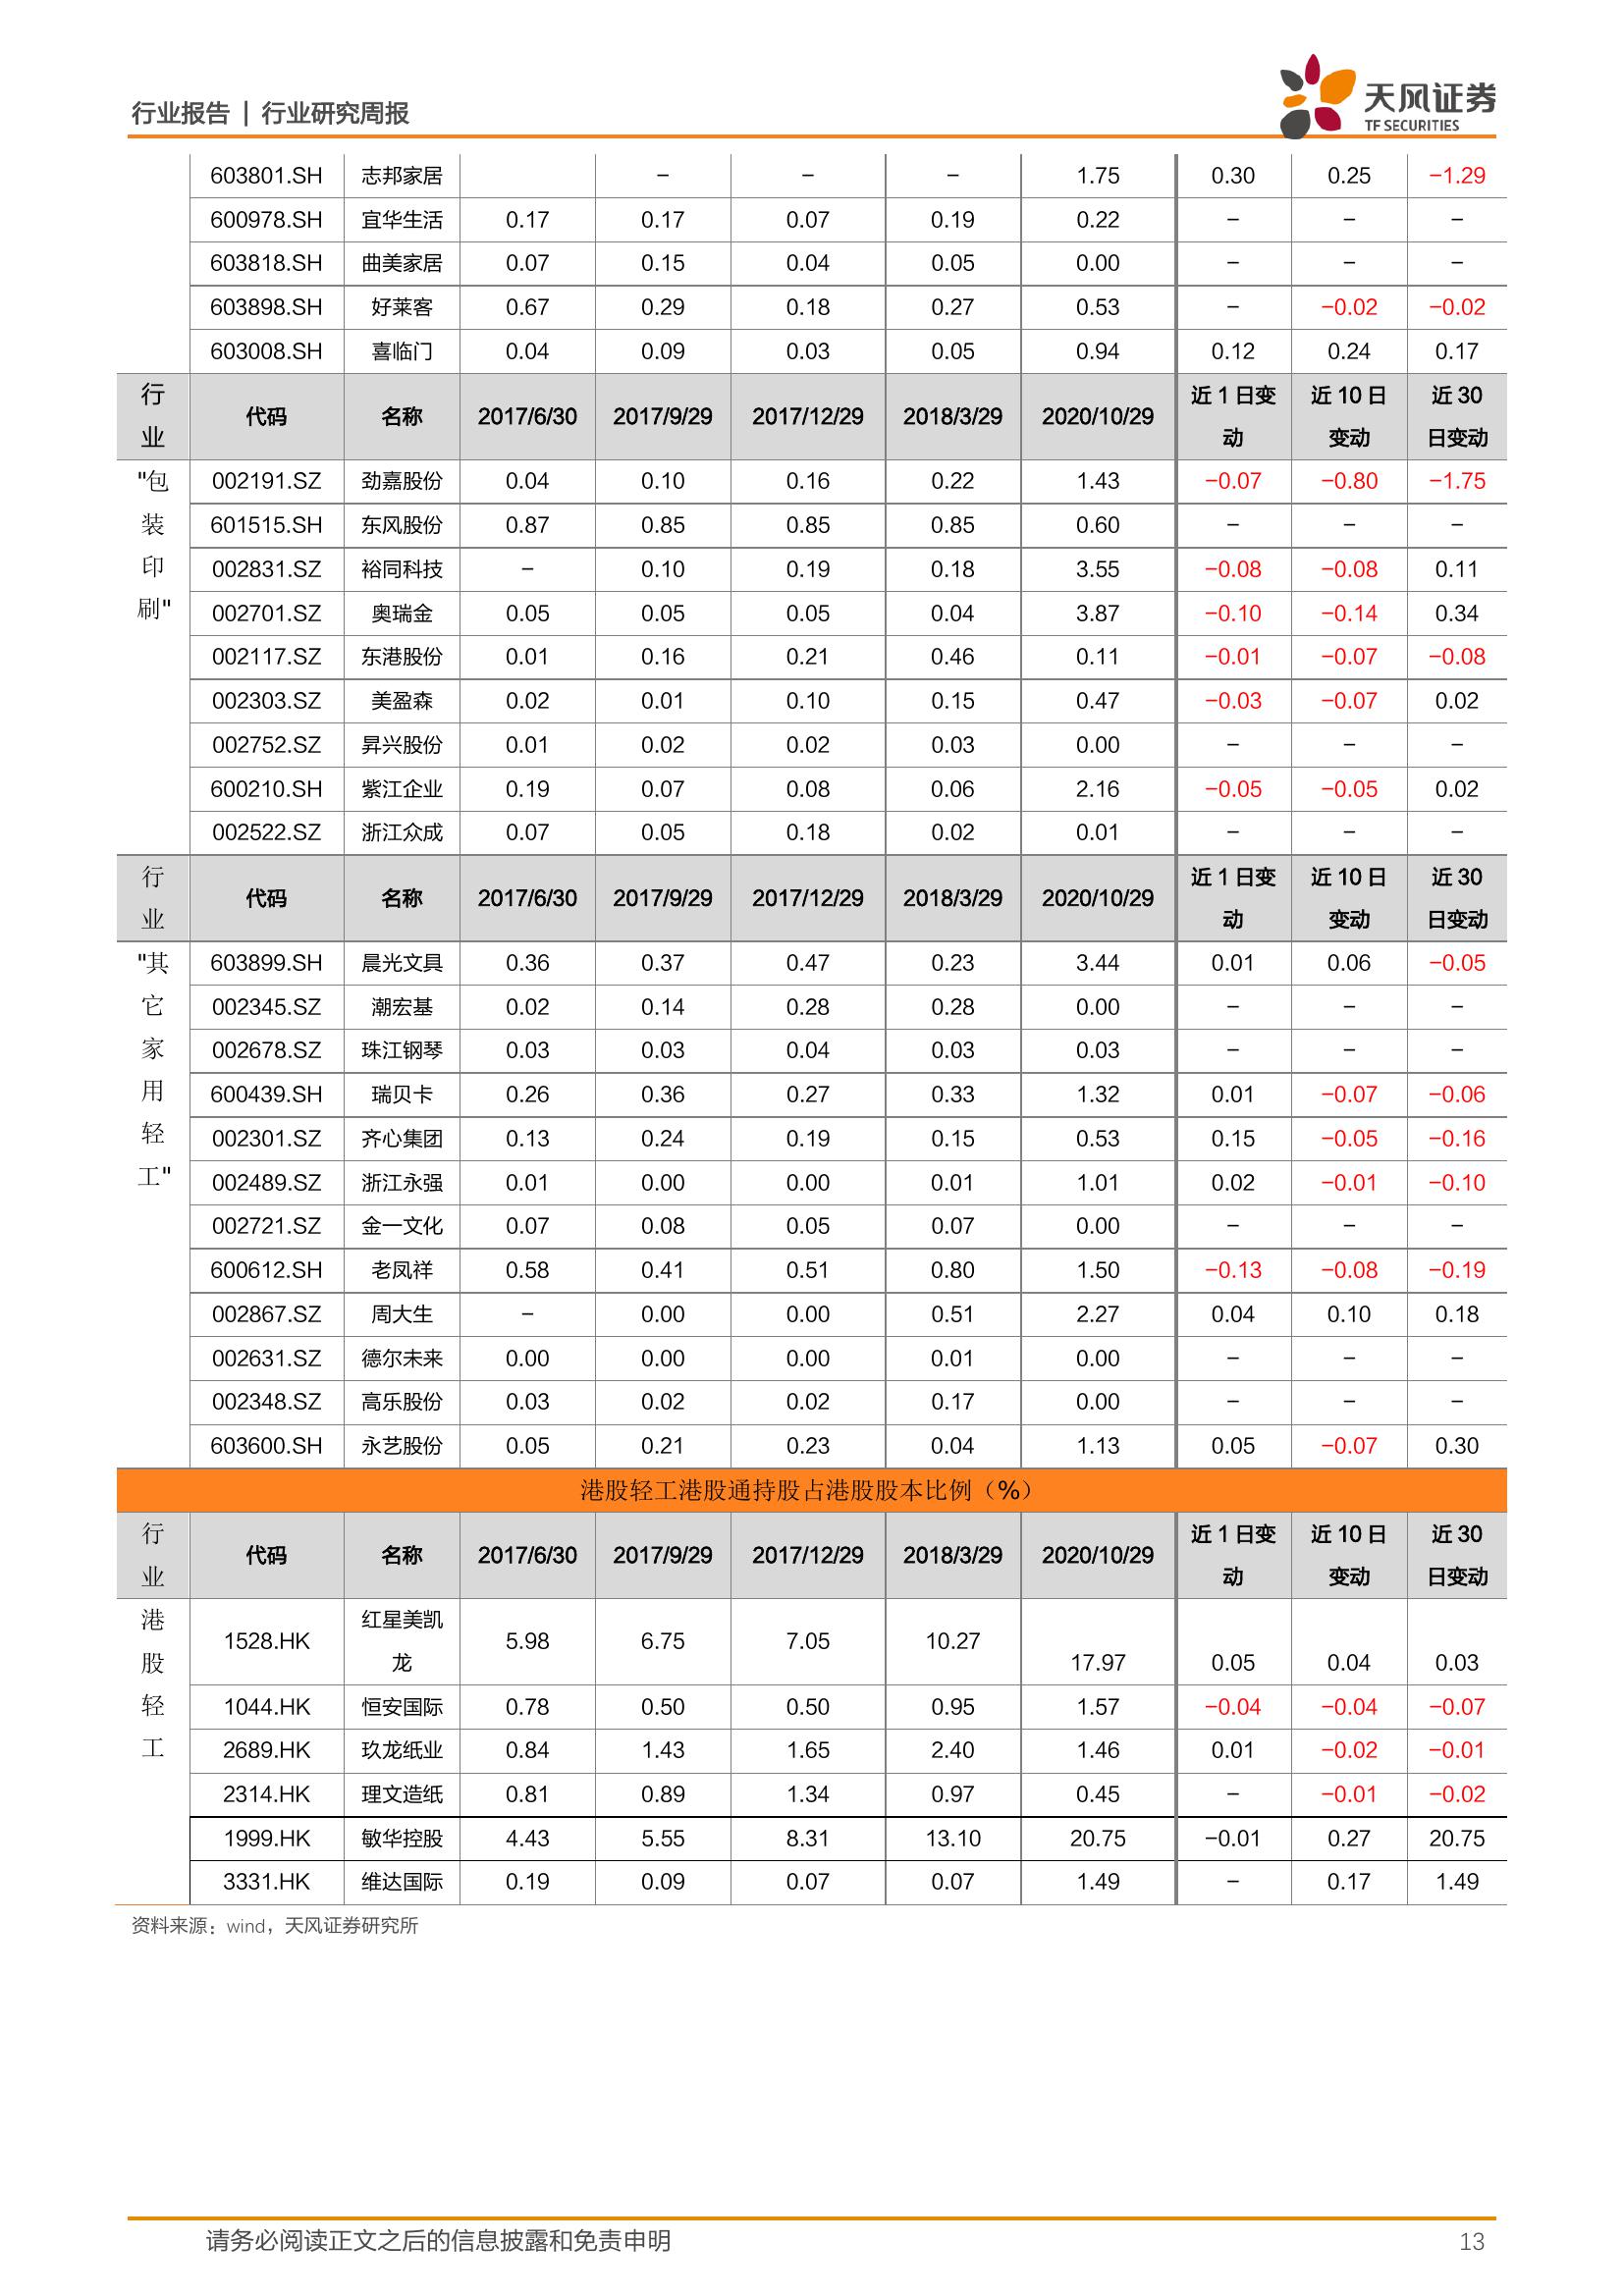 行业报告 | 行业研究周报
天风证券
TF SECURITIES
603801.SH 志邦家居 – – – 1.75 0.30 0.25 -1.29
600978.SH 宜华生活 0.17 0.17 0.07 0.19 0.22 – – –
603818.SH 曲美家居 0.07 0.15 0.04 0.05 0.00 – – –
603898.SH 好莱客 0.67 0.29 0.18 0.27 0.53 – -0.02 -0.02
603008.SH 喜临门 0.04 0.09 0.03 0.05 0.94 0.12 0.24 0.17
行业 代码 名称 2017/6/30 2017/9/29 2017/12/29 2018/3/29 2020/10/29 近1日变动 近10日变动 近30日变动
"包装印刷"
002191.SZ 劲嘉股份 0.04 0.10 0.16 0.22 1.43 -0.07 -0.80 -1.75
601515.SH 东风股份 0.87 0.85 0.85 0.85 0.60 – – –
002831.SZ 裕同科技 – 0.10 0.19 0.18 3.55 -0.08 -0.08 0.11
002701.SZ 奥瑞金 0.05 0.05 0.05 0.04 3.87 -0.10 -0.14 0.34
002117.SZ 东港股份 0.01 0.16 0.21 0.46 0.11 -0.01 -0.07 -0.08
002303.SZ 美盈森 0.02 0.01 0.10 0.15 0.47 -0.03 -0.07 0.02
002752.SZ 昇兴股份 0.01 0.02 0.02 0.03 0.00 – – –
600210.SH 紫江企业 0.19 0.07 0.08 0.06 2.16 -0.05 -0.05 0.02
002522.SZ 浙江众成 0.07 0.05 0.18 0.02 0.01 – – –
行业 代码 名称 2017/6/30 2017/9/29 2017/12/29 2018/3/29 2020/10/29 近1日变动 近10日变动 近30日变动
"其它家用轻工"
603899.SH 晨光文具 0.36 0.37 0.47 0.23 3.44 0.01 0.06 -0.05
002345.SZ 潮宏基 0.02 0.14 0.28 0.28 0.00 – – –
002678.SZ 珠江钢琴 0.03 0.03 0.04 0.03 0.03 – – –
600439.SH 瑞贝卡 0.26 0.36 0.27 0.33 1.32 0.01 -0.07 -0.06
002301.SZ 齐心集团 0.13 0.24 0.19 0.15 0.53 0.15 -0.05 -0.16
002489.SZ 浙江永强 0.01 0.00 0.00 0.01 1.01 0.02 -0.01 -0.10
002721.SZ 金一文化 0.07 0.08 0.05 0.07 0.00 – – –
600612.SH 老凤祥 0.58 0.41 0.51 0.80 1.50 -0.13 -0.08 -0.19
002867.SZ 周大生 – 0.00 0.00 0.51 2.27 0.04 0.10 0.18
002631.SZ 德尔未来 0.00 0.00 0.00 0.01 0.00 – – –
002348.SZ 高乐股份 0.03 0.02 0.02 0.17 0.00 – – –
603600.SH 永艺股份 0.05 0.21 0.23 0.04 1.13 0.05 -0.07 0.30
港股轻工港股通持股占港股股本比例（%）
行业 代码 名称 2017/6/30 2017/9/29 2017/12/29 2018/3/29 2020/10/29 近1日变动 近10日变动 近30日变动
港股轻工
1528.HK 红星美凯龙 5.98 6.75 7.05 10.27 17.97 0.05 0.04 0.03
1044.HK 恒安国际 0.78 0.50 0.50 0.95 1.57 -0.04 -0.04 -0.07
2689.HK 玖龙纸业 0.84 1.43 1.65 2.40 1.46 0.01 -0.02 -0.01
2314.HK 理文造纸 0.81 0.89 1.34 0.97 0.45 – -0.01 -0.02
1999.HK 敏华控股 4.43 5.55 8.31 13.10 20.75 -0.01 0.27 20.75
3331.HK 维达国际 0.19 0.09 0.07 0.07 1.49 – 0.17 1.49
资料来源：wind，天风证券研究所
请务必阅读正文之后的信息披露和免责申明
13